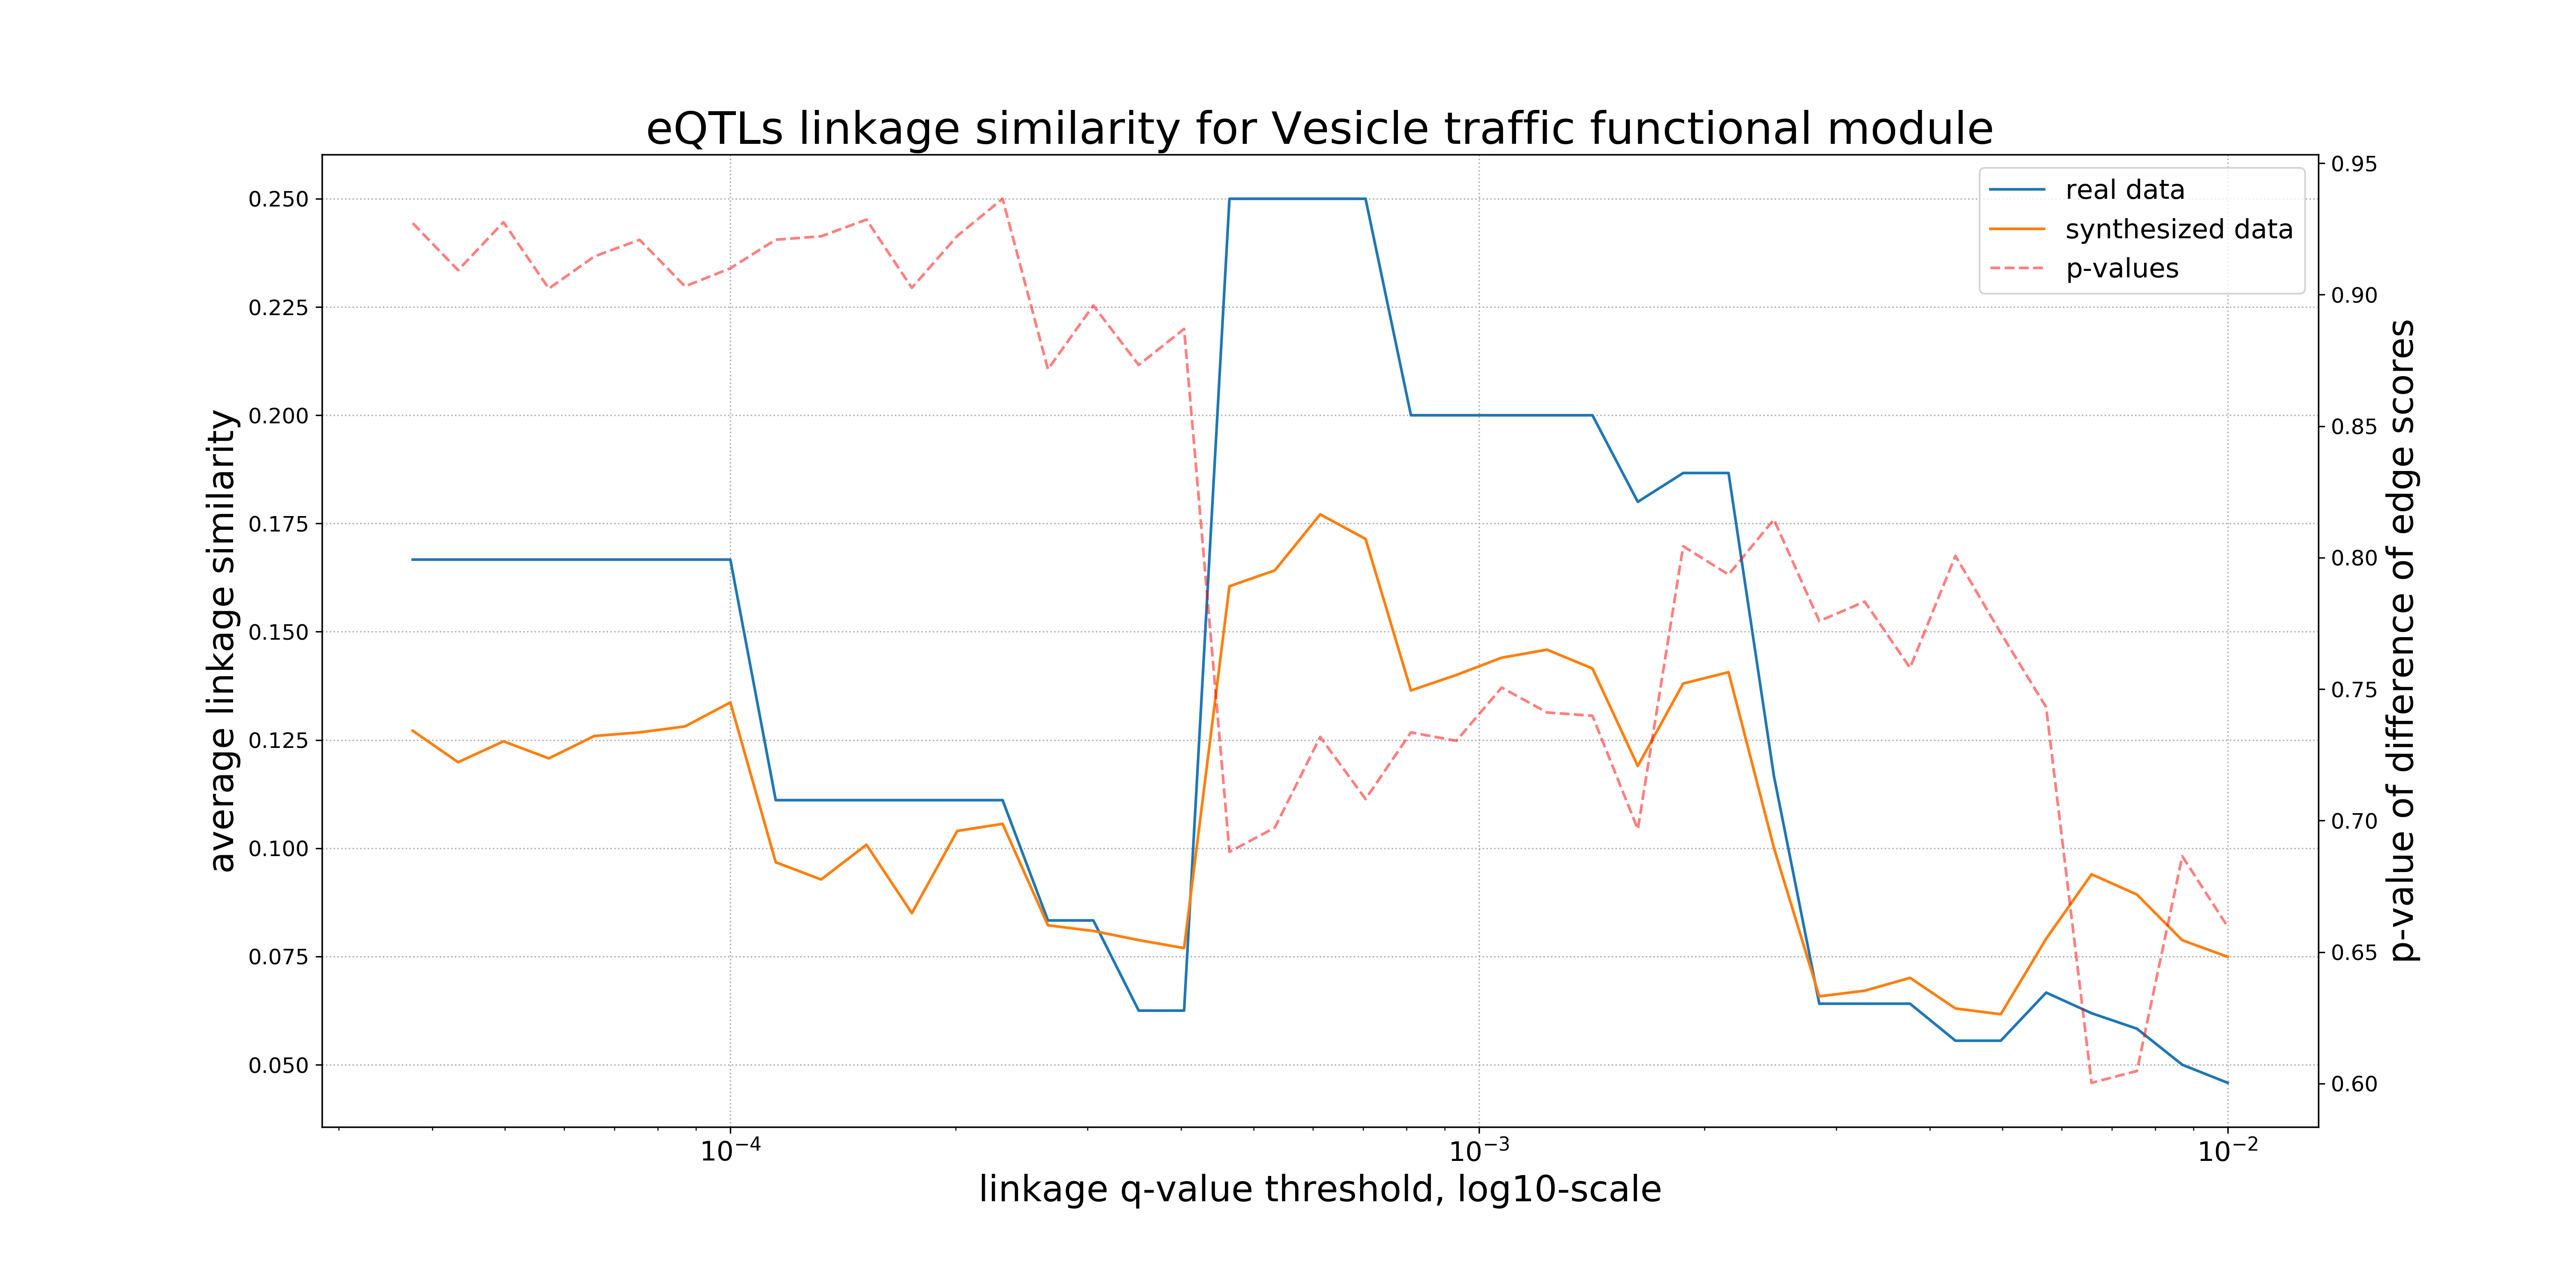 eQTLs linkage similarity for Vesicle traffic functional module
real data
synthesized data
p-values
average linkage similarity
0.250
0.225
0.200
0.175
0.150
0.125
0.100
0.075
0.050
0.95
0.90
0.85
0.80
0.75
0.70
0.65
0.60
p-value of difference of edge scores
10⁻⁴
10⁻³
10⁻²
linkage q-value threshold, log10-scale